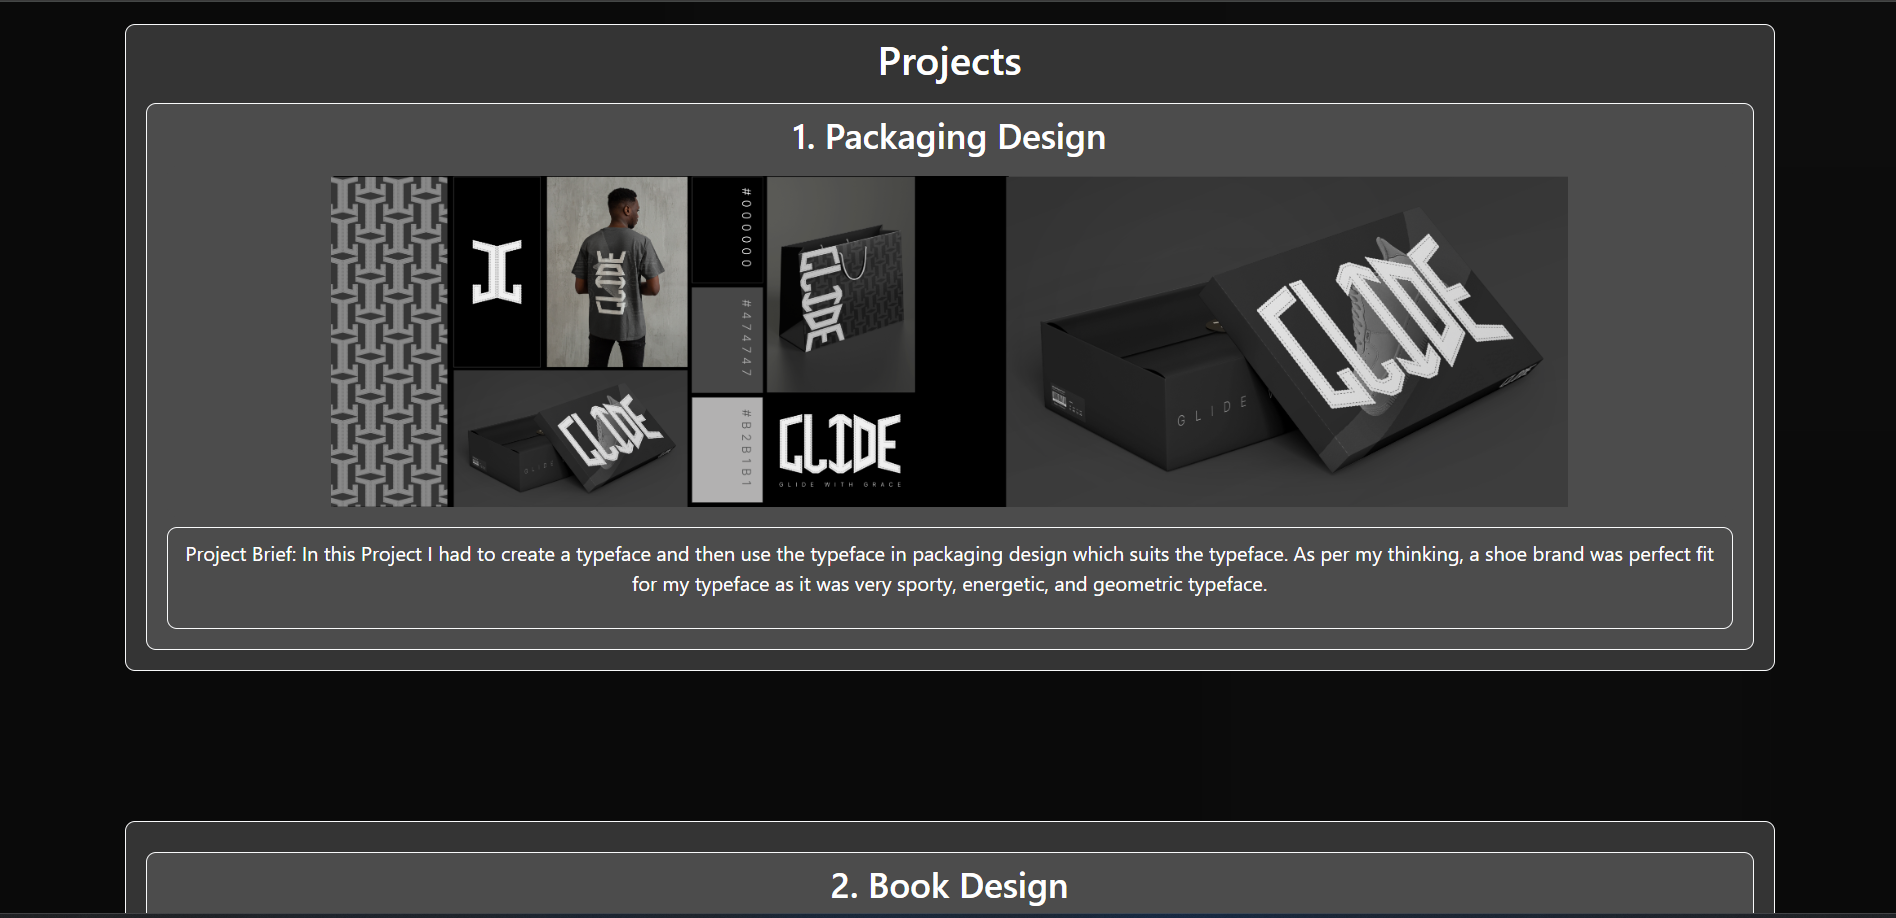 Projects
1. Packaging Design
GLIDE
#000000
#474747
#B2B1B1
GLIDE
GLIDE
GLIDE
GLIDE
GLIDE WITH GRACE
GLIDE
GLIDE
GLIDE
Project Brief: In this Project I had to create a typeface and then use the typeface in packaging design which suits the typeface. As per my thinking, a shoe brand was perfect fit
for my typeface as it was very sporty, energetic, and geometric typeface.
2. Book Design